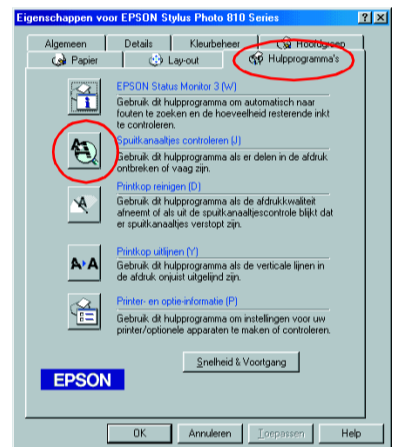 Eigenschappen voor EPSON Stylus Photo 810 Series
Algemeen Details Kleurbeheer Hoofdgroep
Papier Lay-out Hulpprogramma's
EPSON Status Monitor 3 (W)
Gebruik dit hulpprogramma om automatisch naar
fouten te zoeken en de hoeveelheid resterende inkt
te controleren.
Spuitkanaaltjes controleren (J)
Gebruik dit hulpprogramma als er delen in de afdruk
ontbreken of vaag zijn.
Printkop reinigen (D)
Gebruik dit hulpprogramma als de afdrukkwaliteit
afneemt of als uit de spuitkanaaltjescontrole blijkt dat
er spuitkanaaltjes verstopt zijn.
Printkop uitlijnen (Y)
Gebruik dit hulpprogramma als de verticale lijnen in
de afdruk onjuist uitgelijnd zijn.
Printer- en optie-informatie (P)
Gebruik dit hulpprogramma om instellingen voor uw
printer/optionele apparaten te maken of controleren.
Snelheid & Voortgang
EPSON
OK Annuleren Toepassen Help